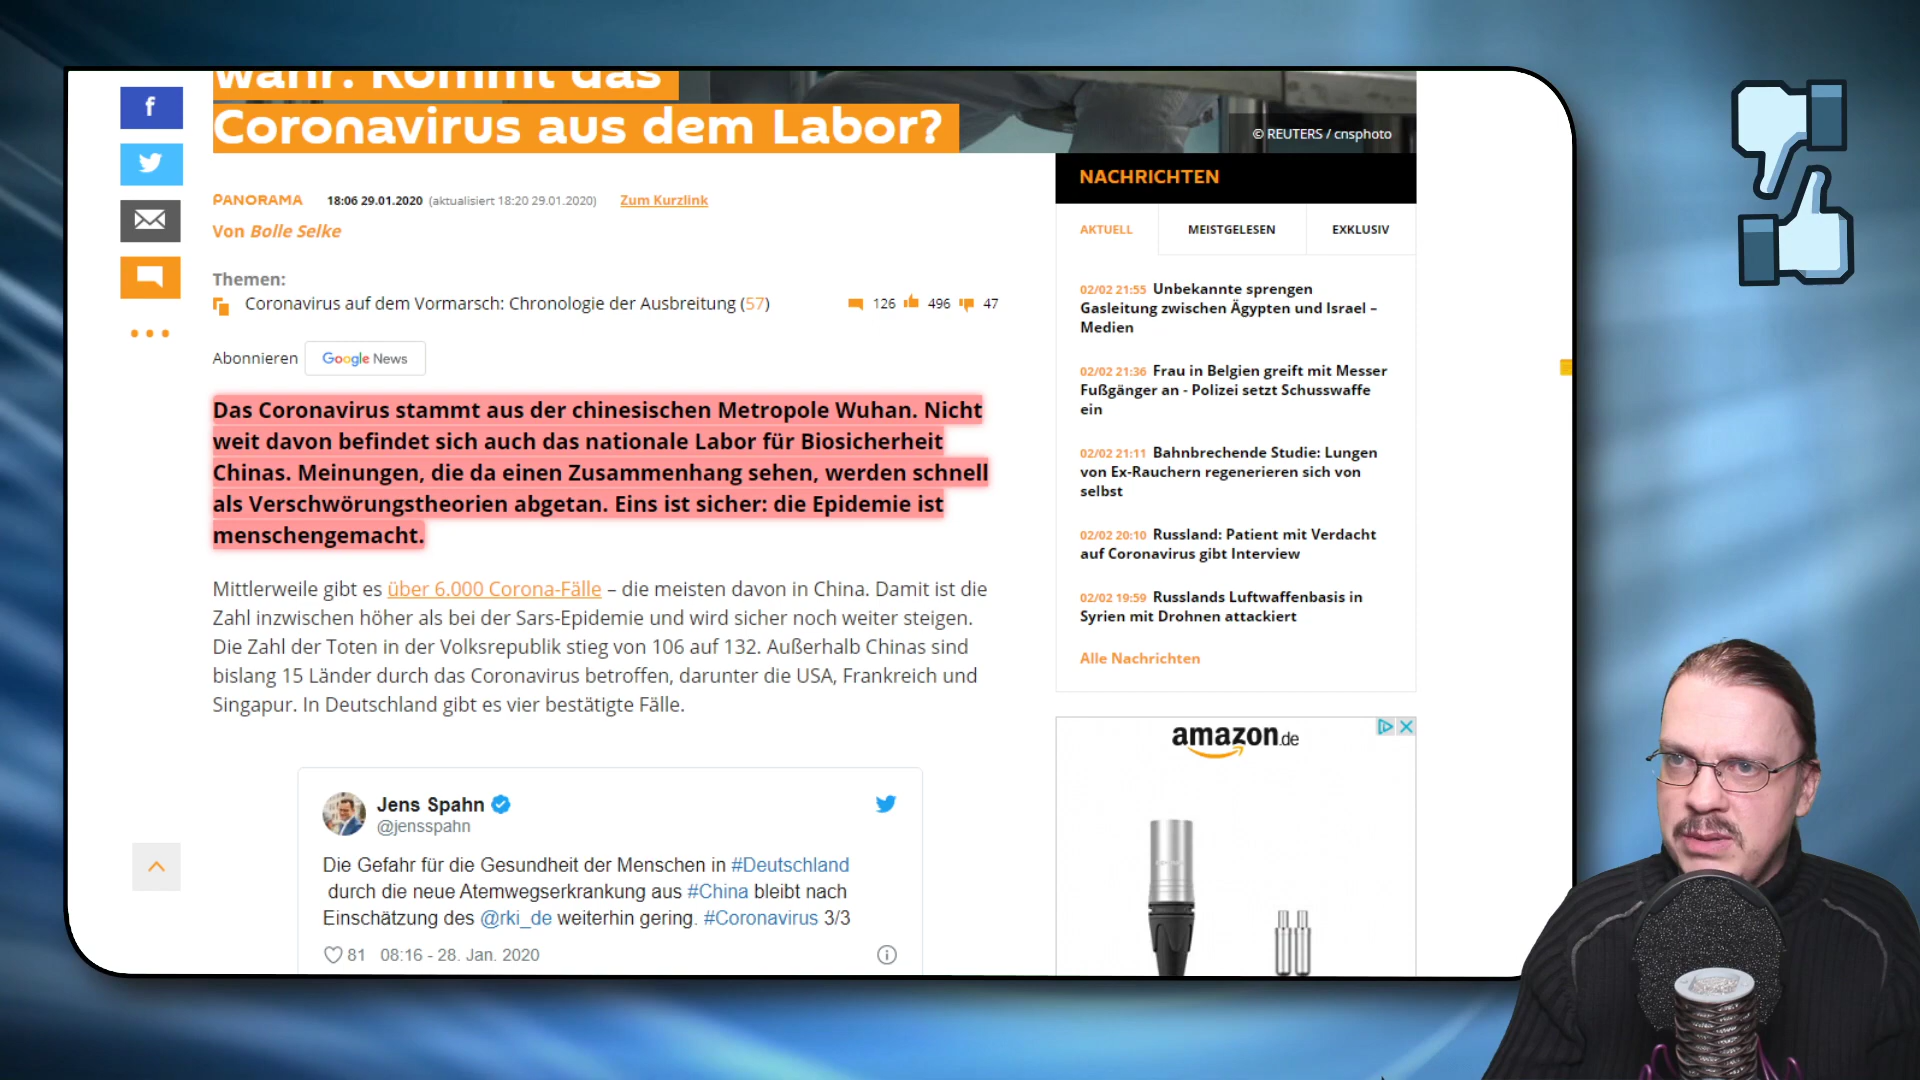 wahr: Kommt das
Coronavirus aus dem Labor?
© REUTERS / cnsphoto
f
PANORAMA 18:06 29.01.2020 (aktualisiert 18:20 29.01.2020) Zum Kurzlink
Von Bolle Selke
Themen:
Coronavirus auf dem Vormarsch: Chronologie der Ausbreitung (57) 126 496 47
Abonnieren Google News
Das Coronavirus stammt aus der chinesischen Metropole Wuhan. Nicht
weit davon befindet sich auch das nationale Labor für Biosicherheit
Chinas. Meinungen, die da einen Zusammenhang sehen, werden schnell
als Verschwörungstheorien abgetan. Eins ist sicher: die Epidemie ist
menschengemacht.
Mittlerweile gibt es über 6.000 Corona-Fälle – die meisten davon in China. Damit ist die
Zahl inzwischen höher als bei der Sars-Epidemie und wird sicher noch weiter steigen.
Die Zahl der Toten in der Volksrepublik stieg von 106 auf 132. Außerhalb Chinas sind
bislang 15 Länder durch das Coronavirus betroffen, darunter die USA, Frankreich und
Singapur. In Deutschland gibt es vier bestätigte Fälle.
Jens Spahn
@jensspahn
Die Gefahr für die Gesundheit der Menschen in #Deutschland
durch die neue Atemwegserkrankung aus #China bleibt nach
Einschätzung des @rki_de weiterhin gering. #Coronavirus 3/3
81 08:16 - 28. Jan. 2020
NACHRICHTEN
AKTUELL MEISTGELESEN EXKLUSIV
02/02 21:55 Unbekannte sprengen
Gasleitung zwischen Ägypten und Israel –
Medien
02/02 21:36 Frau in Belgien greift mit Messer
Fußgänger an - Polizei setzt Schusswaffe
ein
02/02 21:11 Bahnbrechende Studie: Lungen
von Ex-Rauchern regenerieren sich von
selbst
02/02 20:10 Russland: Patient mit Verdacht
auf Coronavirus gibt Interview
02/02 19:59 Russlands Luftwaffenbasis in
Syrien mit Drohnen attackiert
Alle Nachrichten
amazon.de